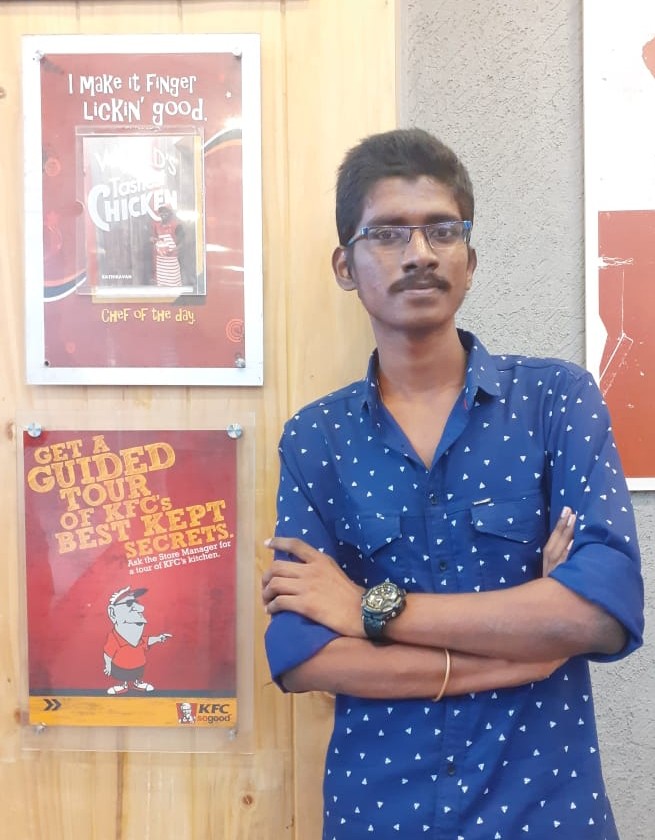 I Make it Finger
Lickin' good.
CHICKEN
Chef of the day.
GET A
GUIDED
TOUR
OF KFC's
BEST KEPT
SECRETS.
Ask the Store Manager for
a tour of KFC's kitchen.
KFC
so good